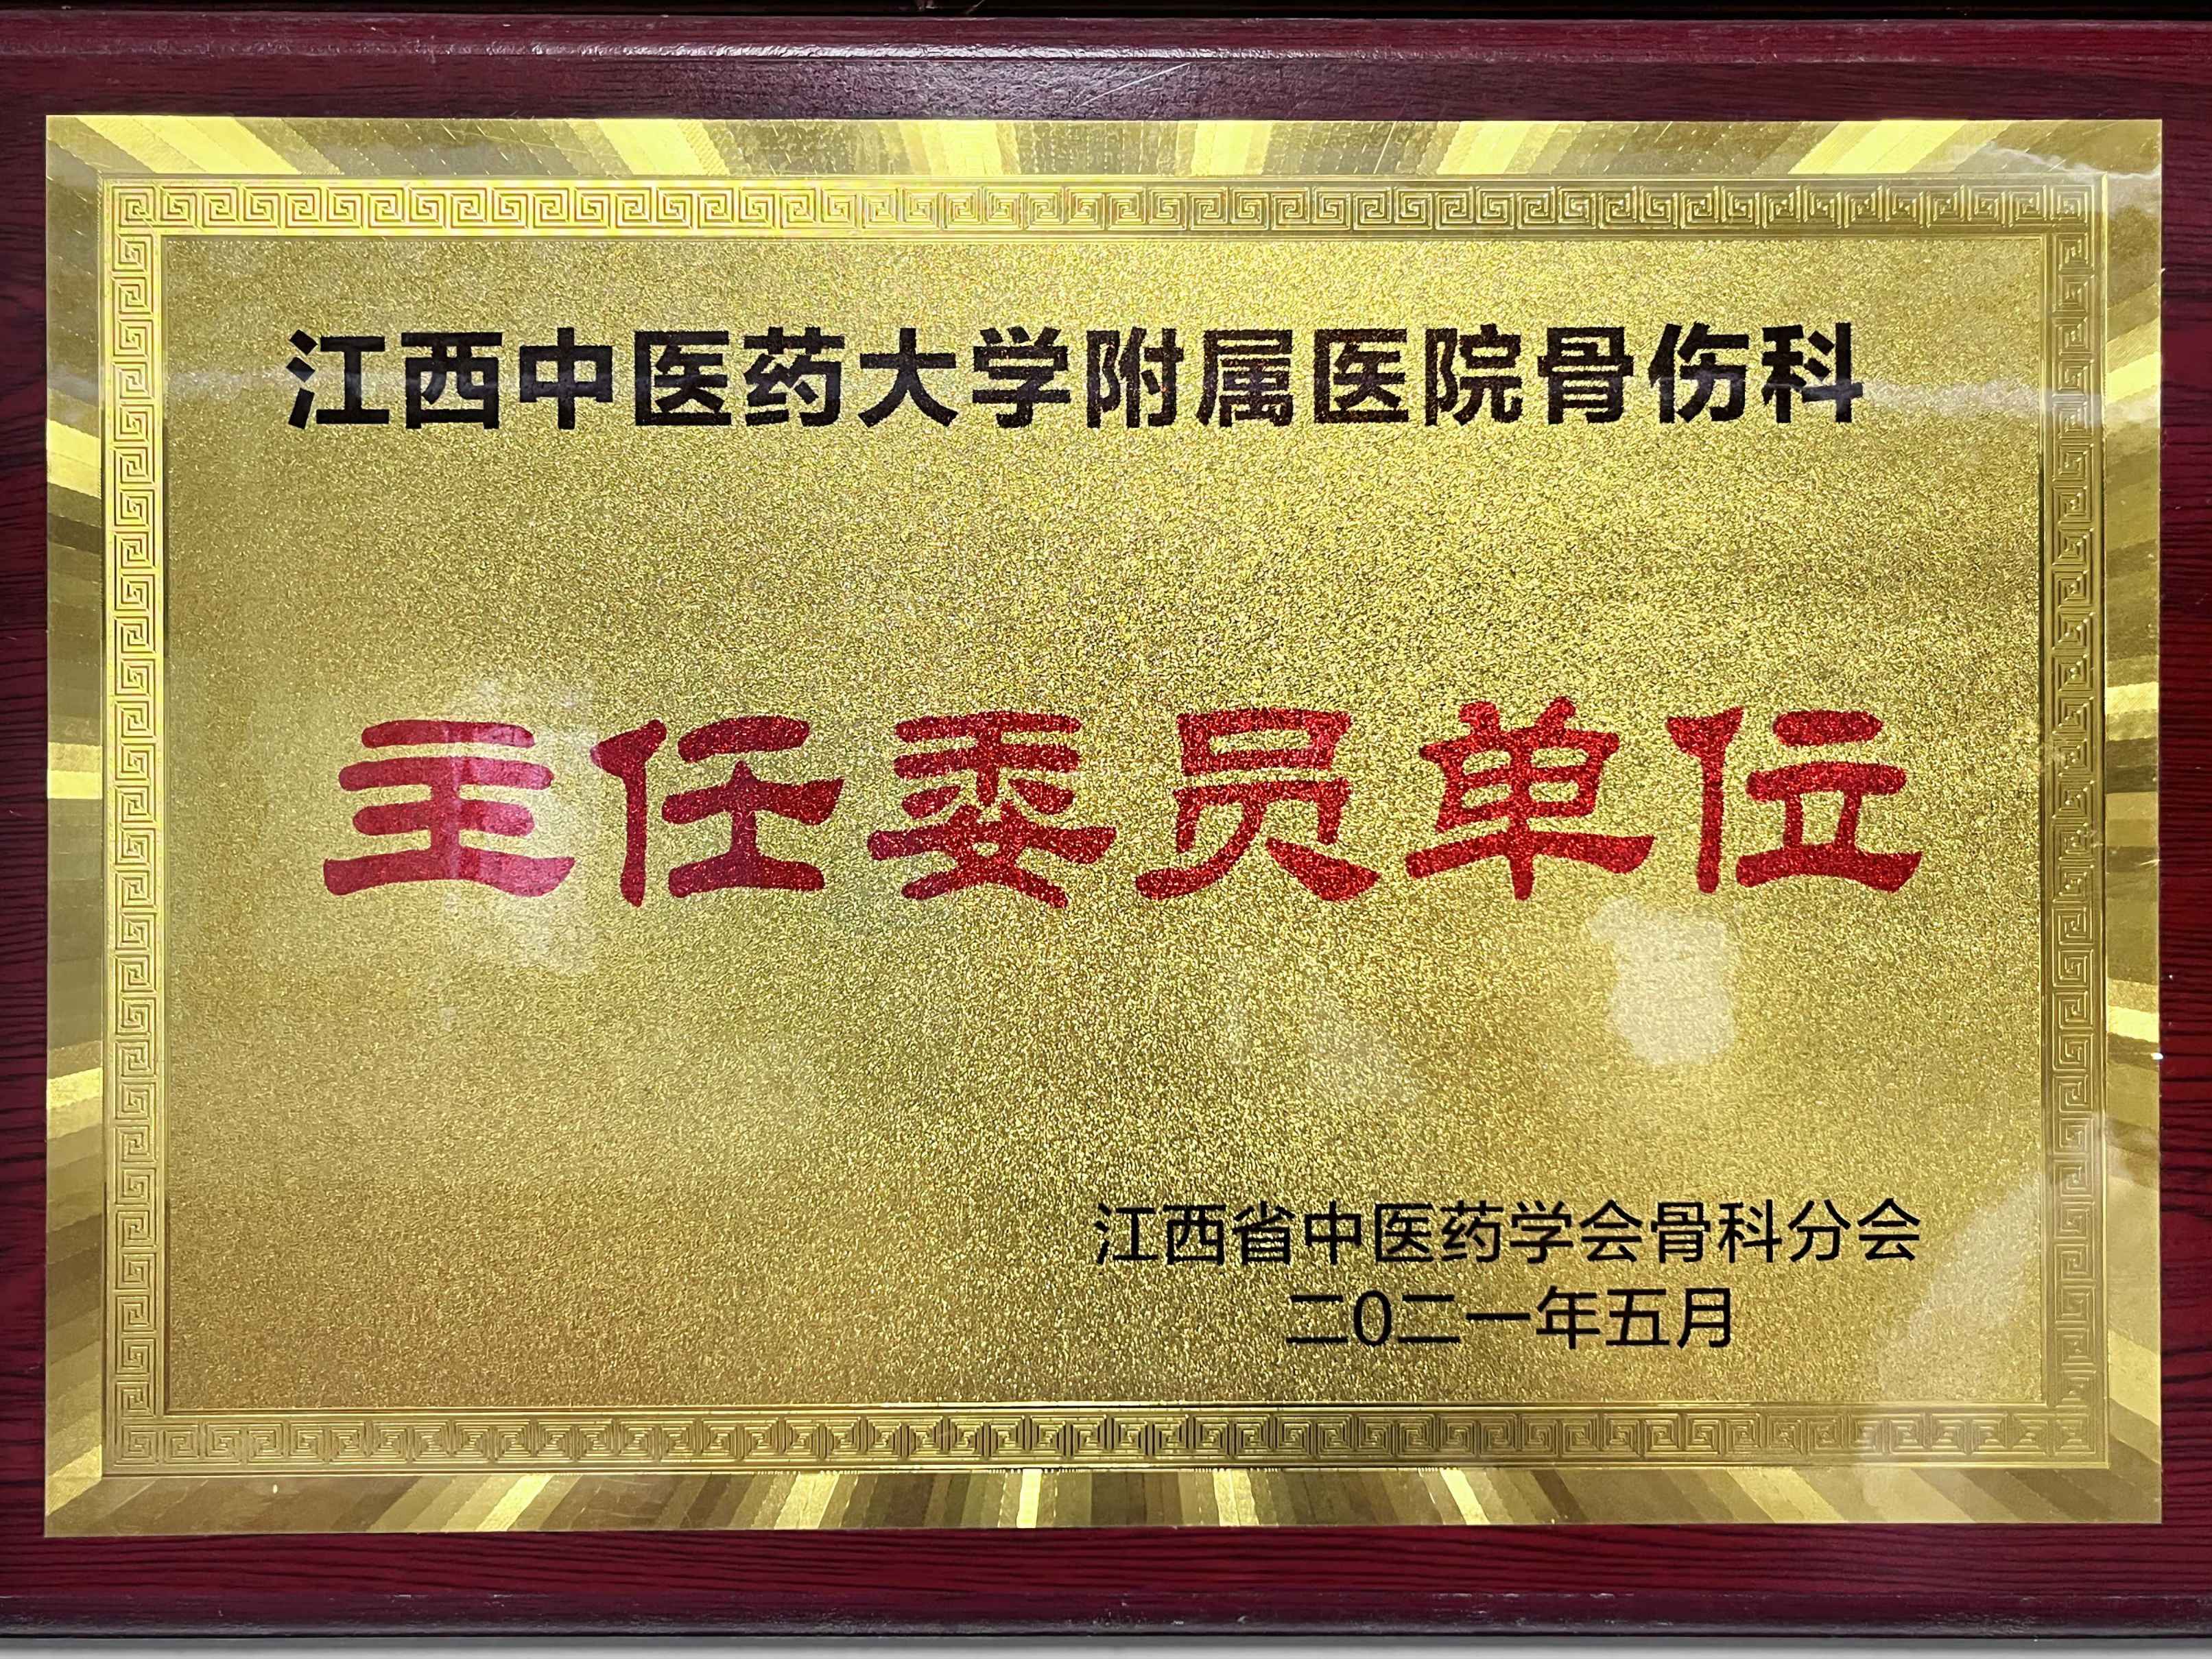 江西中医药大学附属医院骨伤科
主任委员单位
江西省中医药学会骨科分会
二0二一年五月